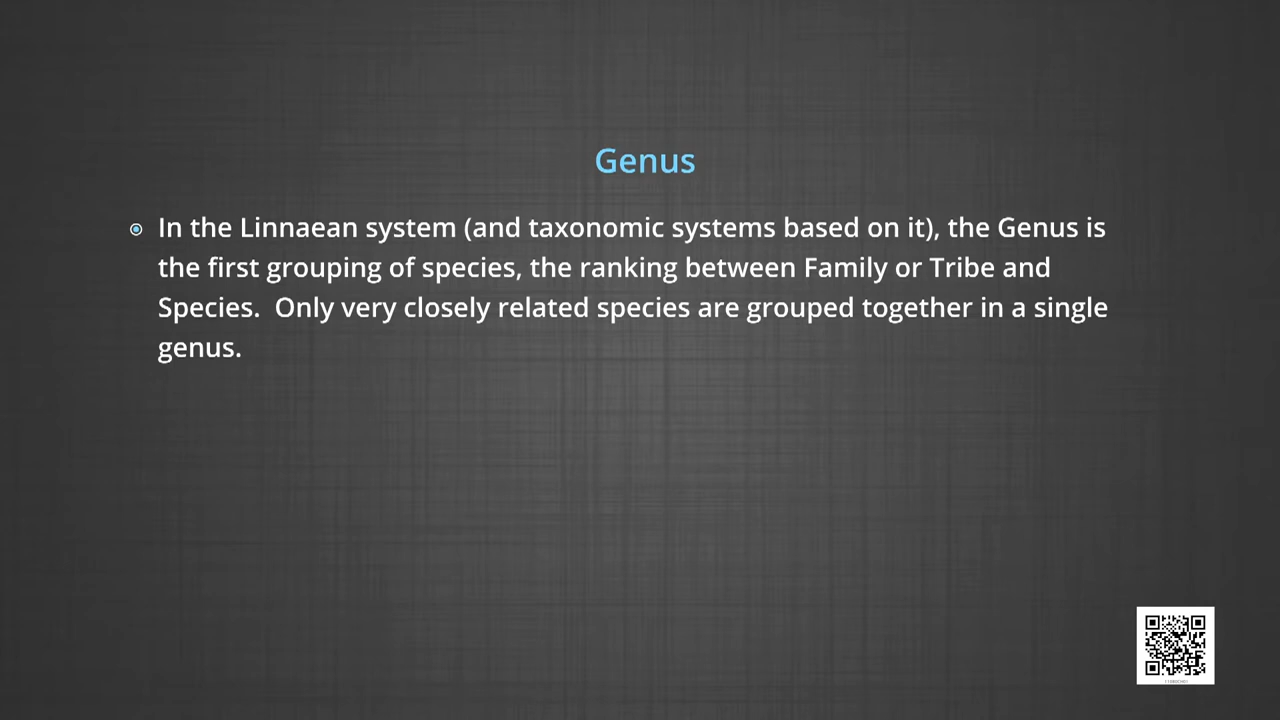 Genus
In the Linnaean system (and taxonomic systems based on it), the Genus is
the first grouping of species, the ranking between Family or Tribe and
Species.  Only very closely related species are grouped together in a single
genus.